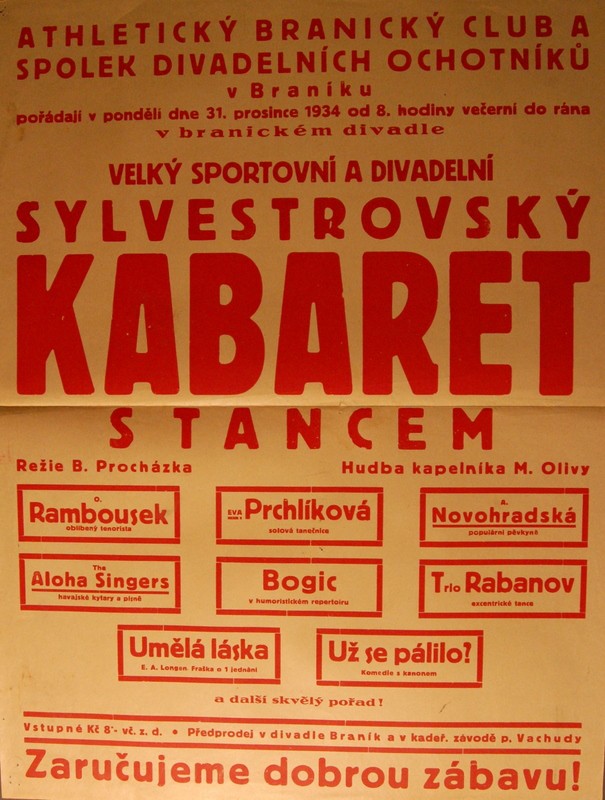 ATHLETICKÝ BRANICKÝ CLUB A
SPOLEK DIVADELNÍCH OCHOTNÍKŮ
v Braníku
pořádají v pondělí dne 31. prosince 1934 od 8. hodiny večerní do rána
v branickém divadle
VELKÝ SPORTOVNÍ A DIVADELNÍ
SYLVESTROVSKÝ
KABARET
S TANCEM
Režie B. Procházka
Hudba kapelníka M. Olivy
O.
Rambousek
oblíbený tenorista
EVA Prchlíková
solová tanečnice
A.
Novohradská
populární pěvkyně
The
Aloha Singers
havajské kytary a písně
Bogic
v humoristickém repertoiru
Trio Rabanov
excentrické tance
Umělá láska
E. A. Longen. Fraška o 1 jednání
Už se pálilo?
Komedie s kanonem
a další skvělý pořad!
Vstupné Kč 8'- vč. z. d. • Předprodej v divadle Braník a v kadeř. závodě p. Vachudy
Zaručujeme dobrou zábavu!